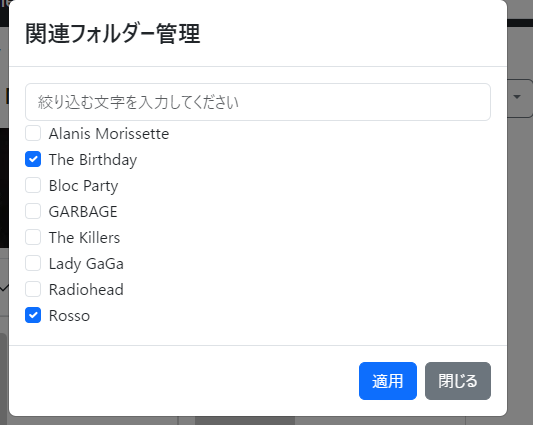 関連フォルダー管理
絞り込む文字を入力してください
Alanis Morissette
The Birthday
Bloc Party
GARBAGE
The Killers
Lady GaGa
Radiohead
Rosso
適用 閉じる